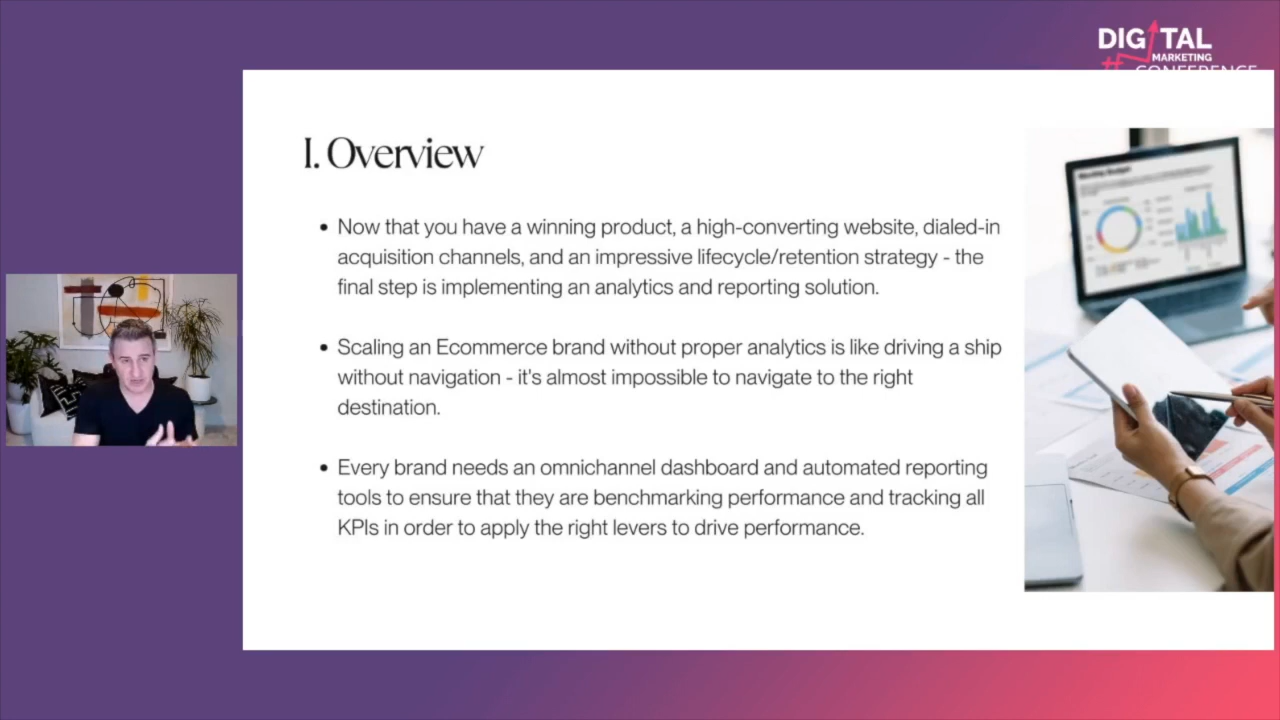 DIGITAL
MARKETING
CONFERENCE
I. Overview
• Now that you have a winning product, a high-converting website, dialed-in
acquisition channels, and an impressive lifecycle/retention strategy - the
final step is implementing an analytics and reporting solution.
• Scaling an Ecommerce brand without proper analytics is like driving a ship
without navigation - it's almost impossible to navigate to the right
destination.
• Every brand needs an omnichannel dashboard and automated reporting
tools to ensure that they are benchmarking performance and tracking all
KPIs in order to apply the right levers to drive performance.